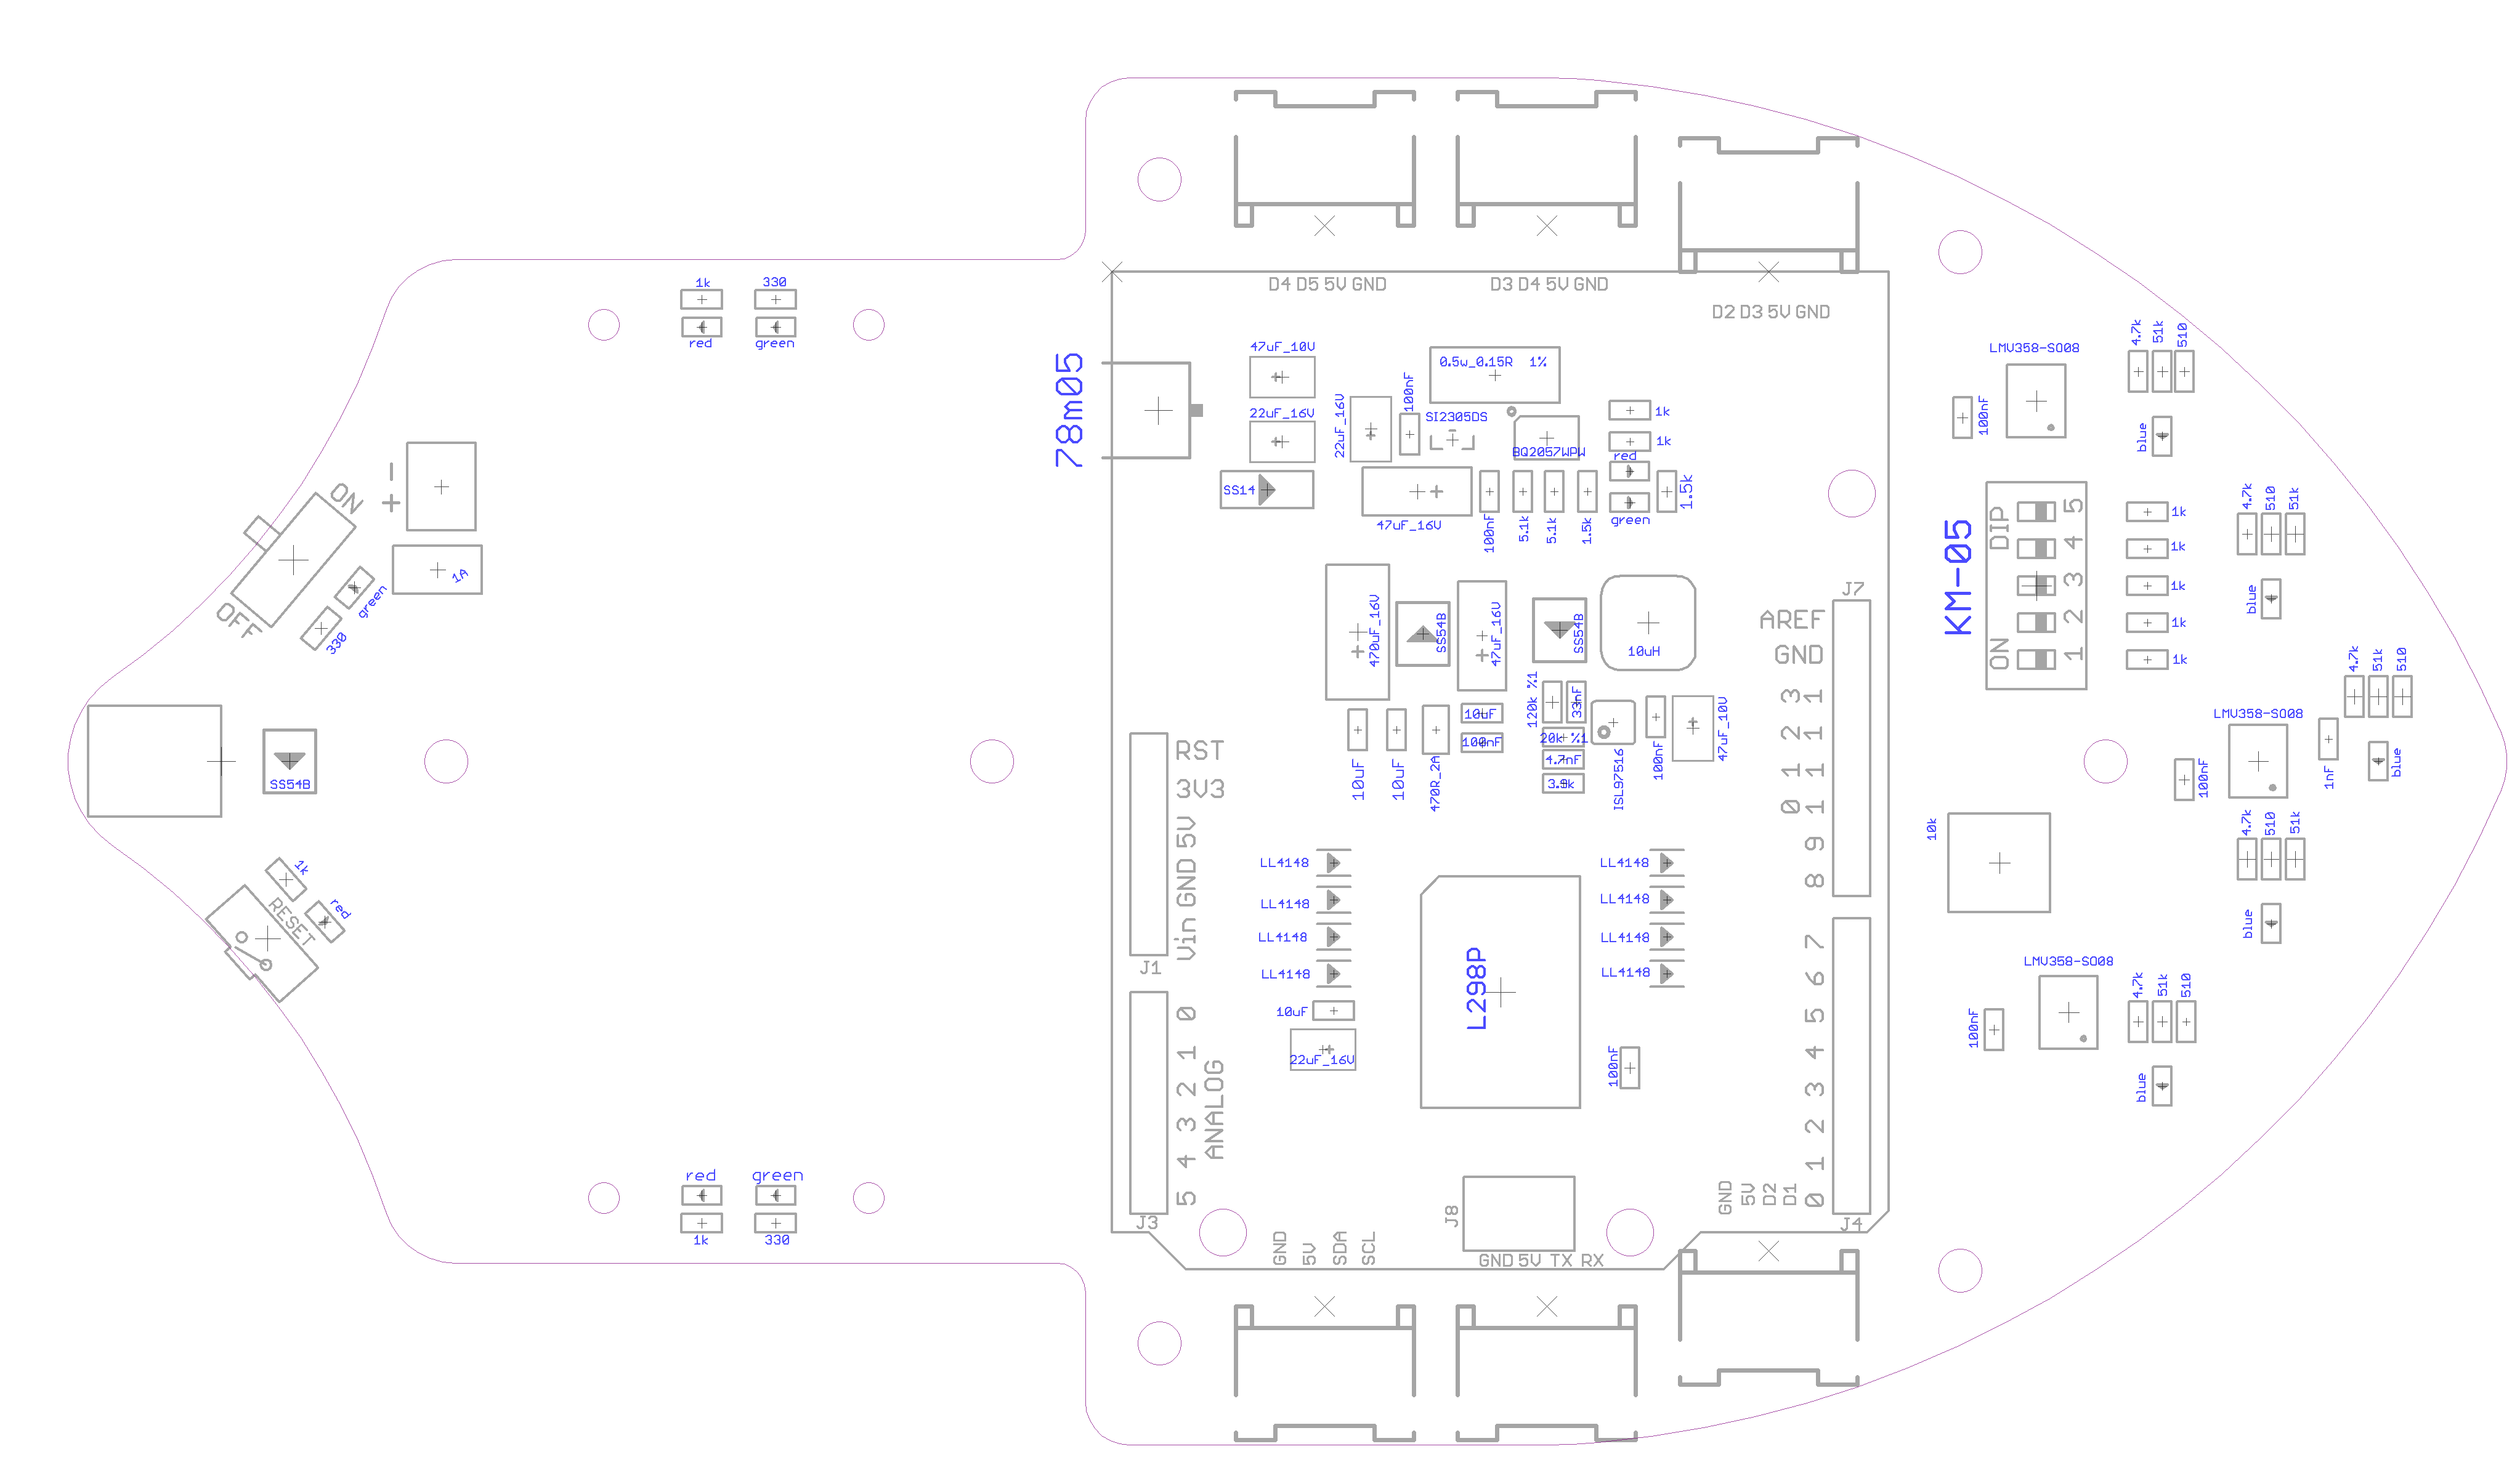 1k
330
red
green
ON
OFF
-
+
1A
green
330
SS54B
1k
red
RESET
red
green
1k
330
78m05
D4 D5 5V GND
D3 D4 5V GND
D2 D3 5V GND
47uF_10V
22uF_16V
22uF_16V
100nF
0.5w_0.15R 1%
SI2305DS
BQ2057WPW
1k
1k
red
green
1.5k
SS14
47uF_16V
100nF
5.1k
5.1k
1.5k
470uF_16V
SS54B
47uF_16V
SS54B
10uH
120k %1
33nF
10uF
100nF
20k %1
4.7nF
3.9k
ISL97516
100nF
47uF_10V
10uF
10uF
470R_2A
J7
AREF
GND
13
12
11
10
9
8
RST
3V3
5V
GND
Vin
J1
LL4148
LL4148
LL4148
LL4148
LL4148
LL4148
LL4148
LL4148
L298P
10uF
22uF_16V
100nF
7
6
5
4
3
2
1
0
J4
0
1
2
3
4
5
ANALOG
J3
J8
GND
5V
SDA
SCL
GND 5V TX RX
GND
5V
D2
D1
LMV358-SO08
100nF
4.7k
51k
510
blue
KM-05
DIP
ON
5
4
3
2
1
1k
1k
1k
1k
1k
4.7k
510
51k
blue
4.7k
51k
510
LMV358-SO08
100nF
1nF
blue
10k
4.7k
510
51k
blue
LMV358-SO08
100nF
4.7k
51k
510
blue